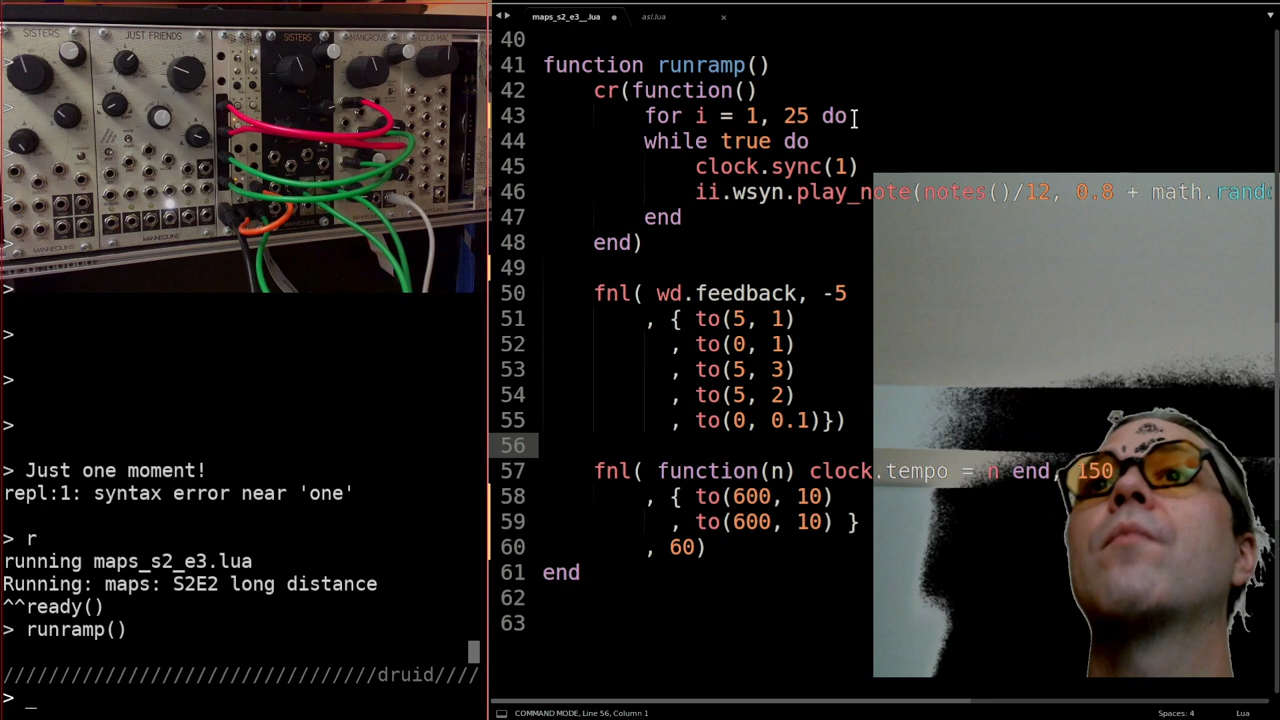 SISTERS
JUST FRIENDS
SISTERS
MANGROVE
COLD MAC
MANNEQUINS
MANNEQUINS
>
>
>
>
> Just one moment!
repl:1: syntax error near 'one'
> r
running maps_s2_e3.lua
Running: maps: S2E2 long distance
^^ready()
> runramp()
/////////////////////////////////druid////
> _
maps_s2_e3__.lua
asl.lua
40
41 function runramp()
42 cr(function()
43 for i = 1, 25 do
44 while true do
45 clock.sync(1)
46 ii.wsyn.play_note(notes()/12, 0.8 + math.rando
47 end
48 end)
49
50 fnl( wd.feedback, -5
51 , { to(5, 1)
52 , to(0, 1)
53 , to(5, 3)
54 , to(5, 2)
55 , to(0, 0.1)})
56
57 fnl( function(n) clock.tempo = n end, 150
58 , { to(600, 10)
59 , to(600, 10) }
60 , 60)
61 end
62
63
COMMAND MODE, Line 56, Column 1
Spaces: 4
Lua